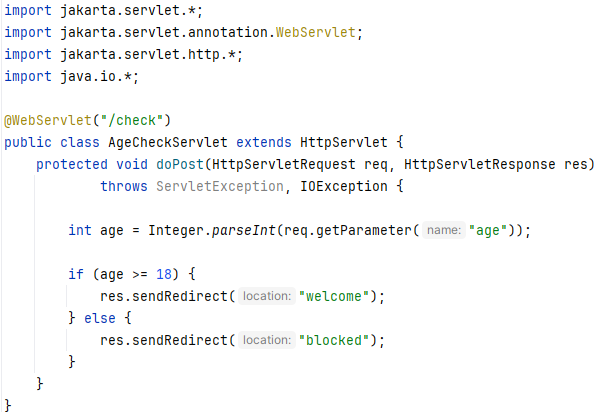 import jakarta.servlet.*;
import jakarta.servlet.annotation.WebServlet;
import jakarta.servlet.http.*;
import java.io.*;

@WebServlet("/check")
public class AgeCheckServlet extends HttpServlet {
    protected void doPost(HttpServletRequest req, HttpServletResponse res)
            throws ServletException, IOException {

        int age = Integer.parseInt(req.getParameter( name: "age"));

        if (age >= 18) {
            res.sendRedirect( location: "welcome");
        } else {
            res.sendRedirect( location: "blocked");
        }
    }
}